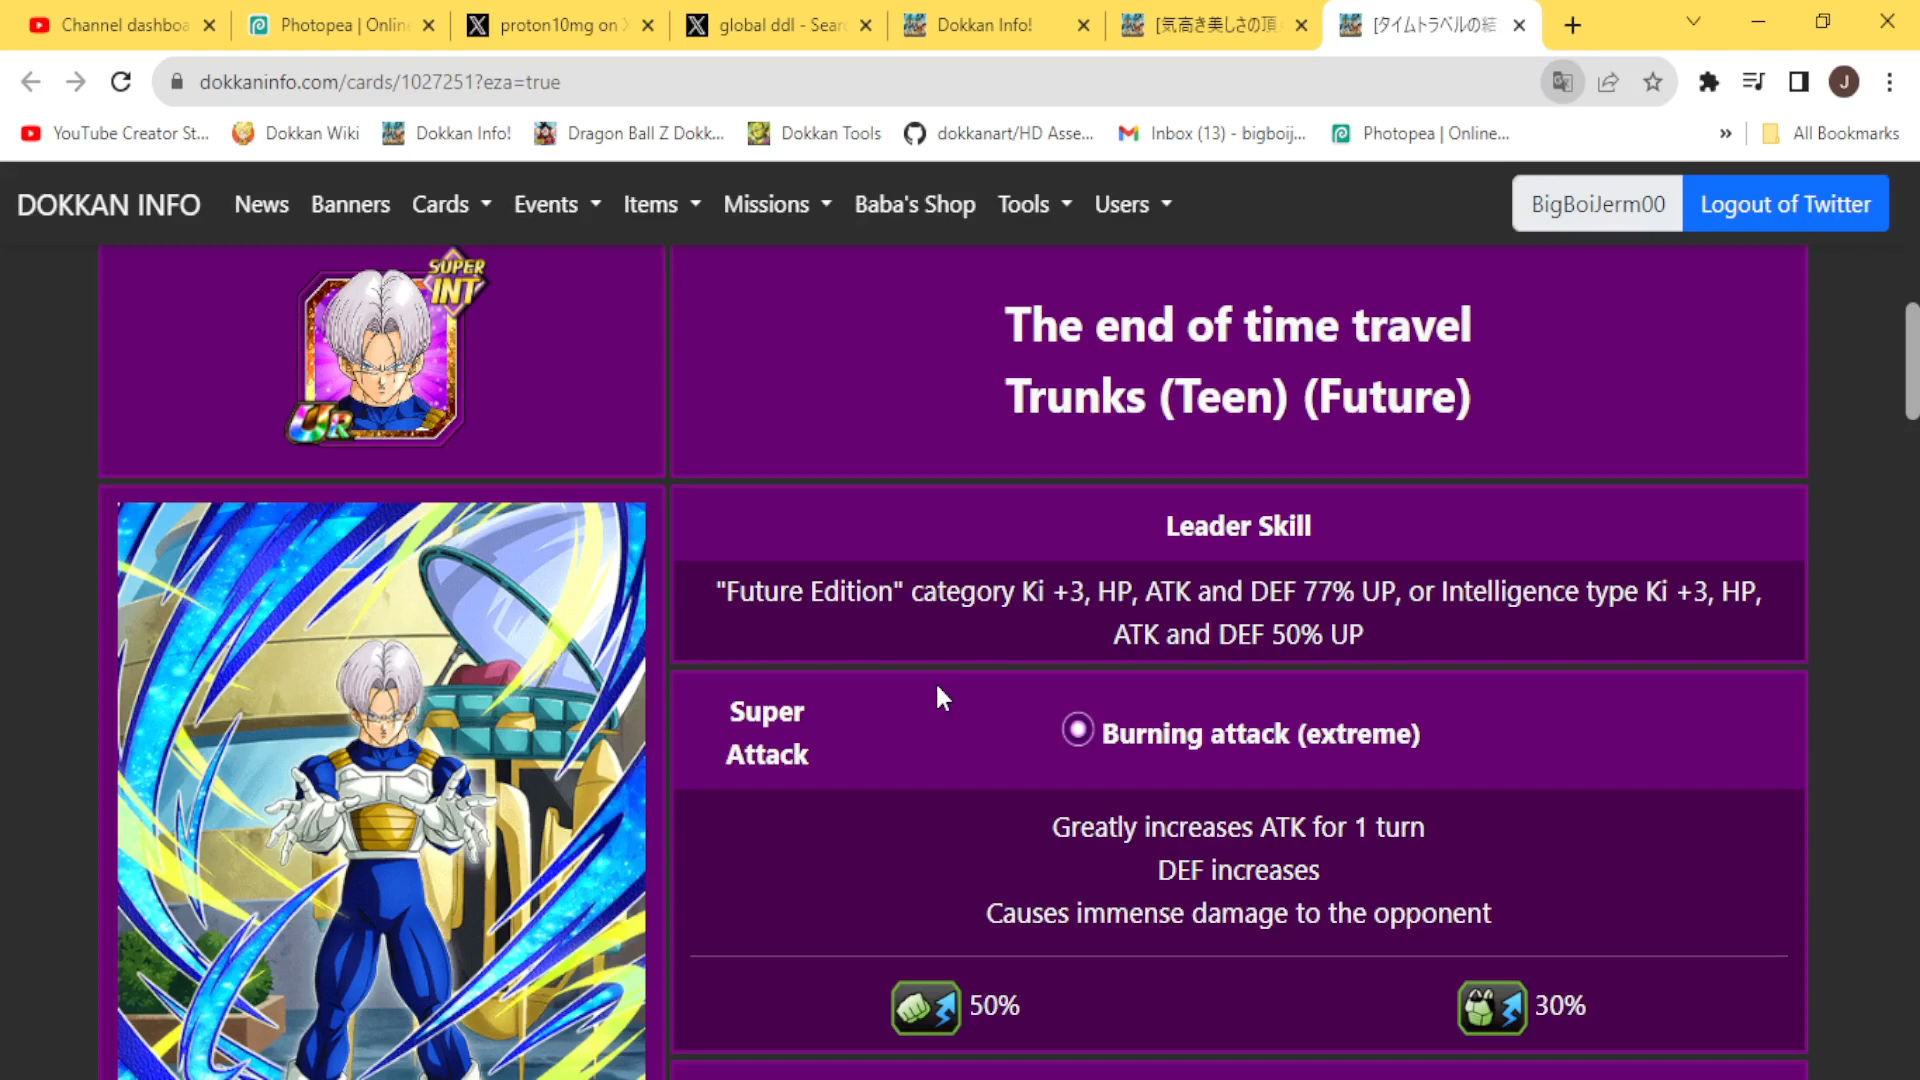 Channel dashboa
Photopea | Onlin
proton10mg on X
global ddl - Sear
Dokkan Info!
[気高き美しさの頂
[タイムトラベルの結
dokkaninfo.com/cards/1027251?eza=true
J
YouTube Creator St...
Dokkan Wiki
Dokkan Info!
Dragon Ball Z Dokk...
Dokkan Tools
dokkanart/HD Asse...
Inbox (13) - bigboij...
Photopea | Online...
»
All Bookmarks
DOKKAN INFO
News
Banners
Cards
Events
Items
Missions
Baba's Shop
Tools
Users
BigBoiJerm00
Logout of Twitter
SUPER
INT
UR
The end of time travel
Trunks (Teen) (Future)
Leader Skill
"Future Edition" category Ki +3, HP, ATK and DEF 77% UP, or Intelligence type Ki +3, HP,
ATK and DEF 50% UP
Super
Attack
Burning attack (extreme)
Greatly increases ATK for 1 turn
DEF increases
Causes immense damage to the opponent
50%
30%